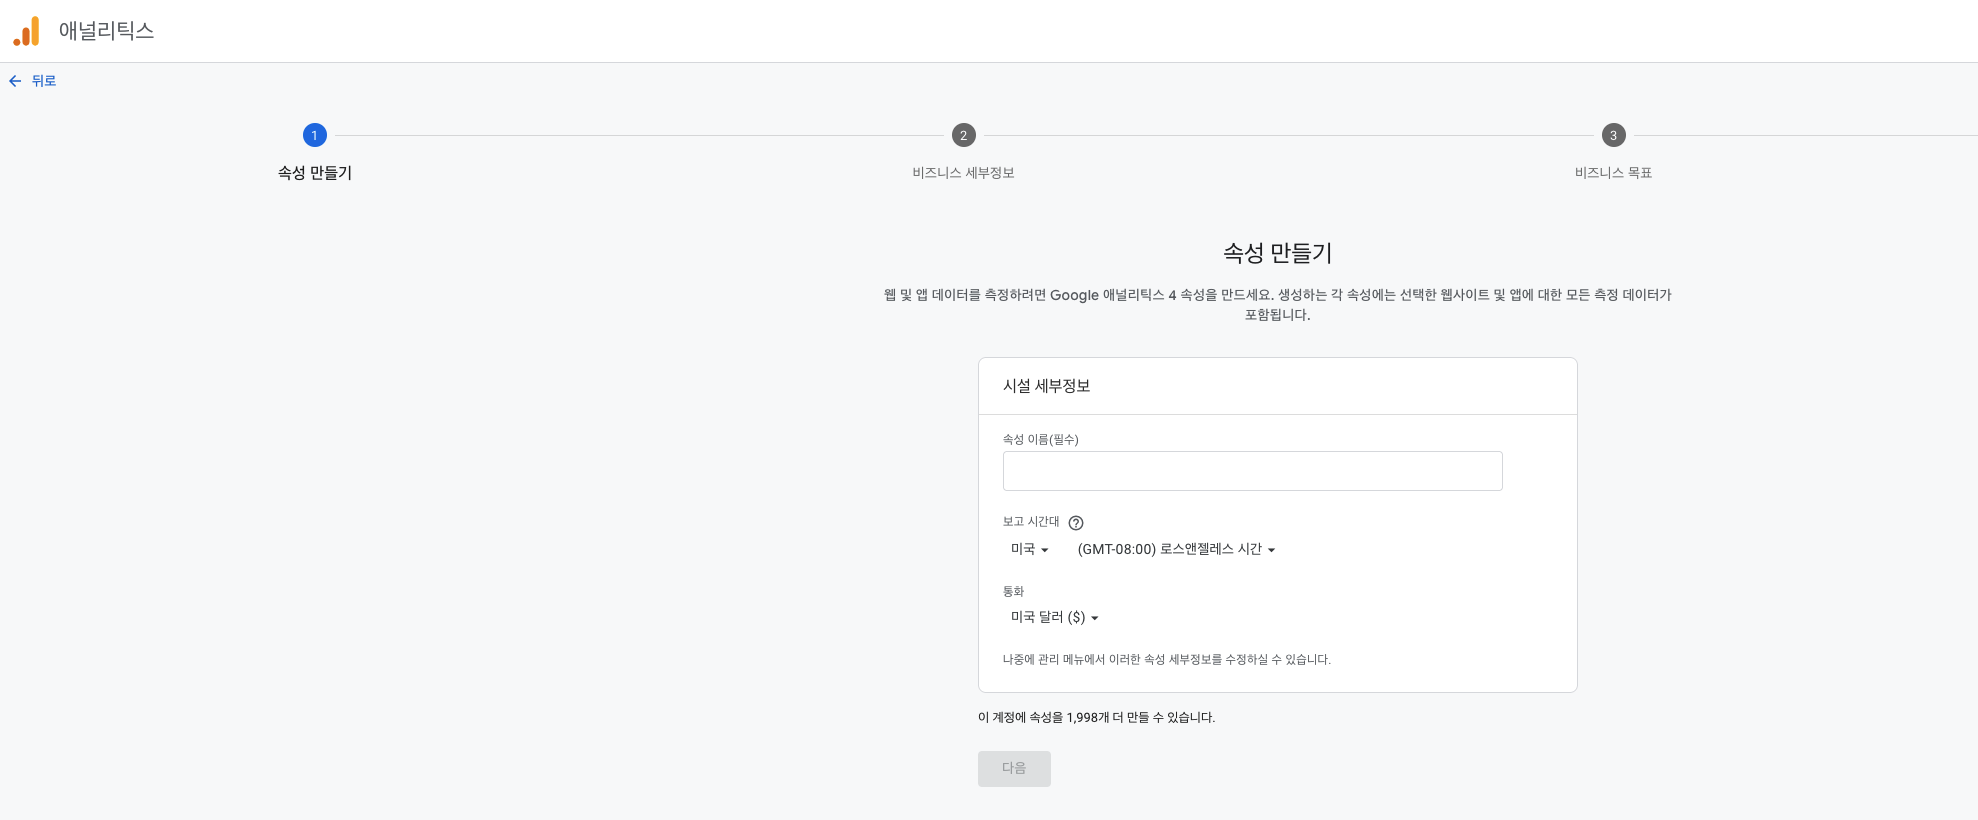 애널리틱스
뒤로
1
2
3
속성 만들기
비즈니스 세부정보
비즈니스 목표
속성 만들기
웹 및 앱 데이터를 측정하려면 Google 애널리틱스 4 속성을 만드세요. 생성하는 각 속성에는 선택한 웹사이트 및 앱에 대한 모든 측정 데이터가
포함됩니다.
시설 세부정보
속성 이름(필수)
보고 시간대
미국 (GMT-08:00) 로스앤젤레스 시간
통화
미국 달러 ($)
나중에 관리 메뉴에서 이러한 속성 세부정보를 수정하실 수 있습니다.
이 계정에 속성을 1,998개 더 만들 수 있습니다.
다음